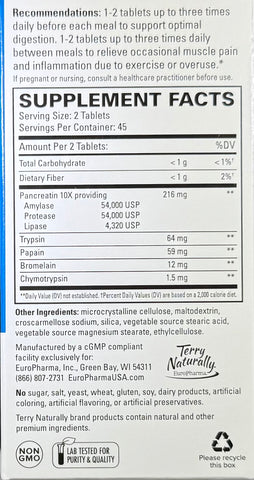 Recommendations: 1-2 tablets up to three times
daily before each meal to support optimal
digestion. 1-2 tablets up to three times daily
between meals to relieve occasional muscle pain
and inflammation due to exercise or overuse.*
If pregnant or nursing, consult a healthcare practitioner before use.
SUPPLEMENT FACTS
Serving Size: 2 Tablets
Servings Per Container: 45
Amount Per 2 Tablets: %DV
Total Carbohydrate <1 g <1%†
Dietary Fiber <1 g 2%†
Pancreatin 10X providing 216 mg **
Amylase 54,000 USP
Protease 54,000 USP
Lipase 4,320 USP
Trypsin 64 mg **
Papain 59 mg **
Bromelain 12 mg **
Chymotrypsin 1.5 mg **
**Daily Value (DV) not established. †Percent Daily Values (DV) are based on a 2,000 calorie diet.
Other Ingredients: microcrystalline cellulose, maltodextrin,
croscarmellose sodium, silica, vegetable source stearic acid,
vegetable source magnesium stearate, ethylcellulose.
Manufactured by a cGMP compliant
facility exclusively for:
EuroPharma, Inc., Green Bay, WI 54311
(866) 807-2731 EuroPharmaUSA.com
Terry
Naturally
EuroPharma
No sugar, salt, yeast, wheat, gluten, soy, dairy products, artificial
coloring, artificial flavoring, or artificial preservatives.
Terry Naturally brand products contain natural and other
premium ingredients.
NON
GMO
LAB TESTED FOR
PURITY & QUALITY
Please recycle
this box